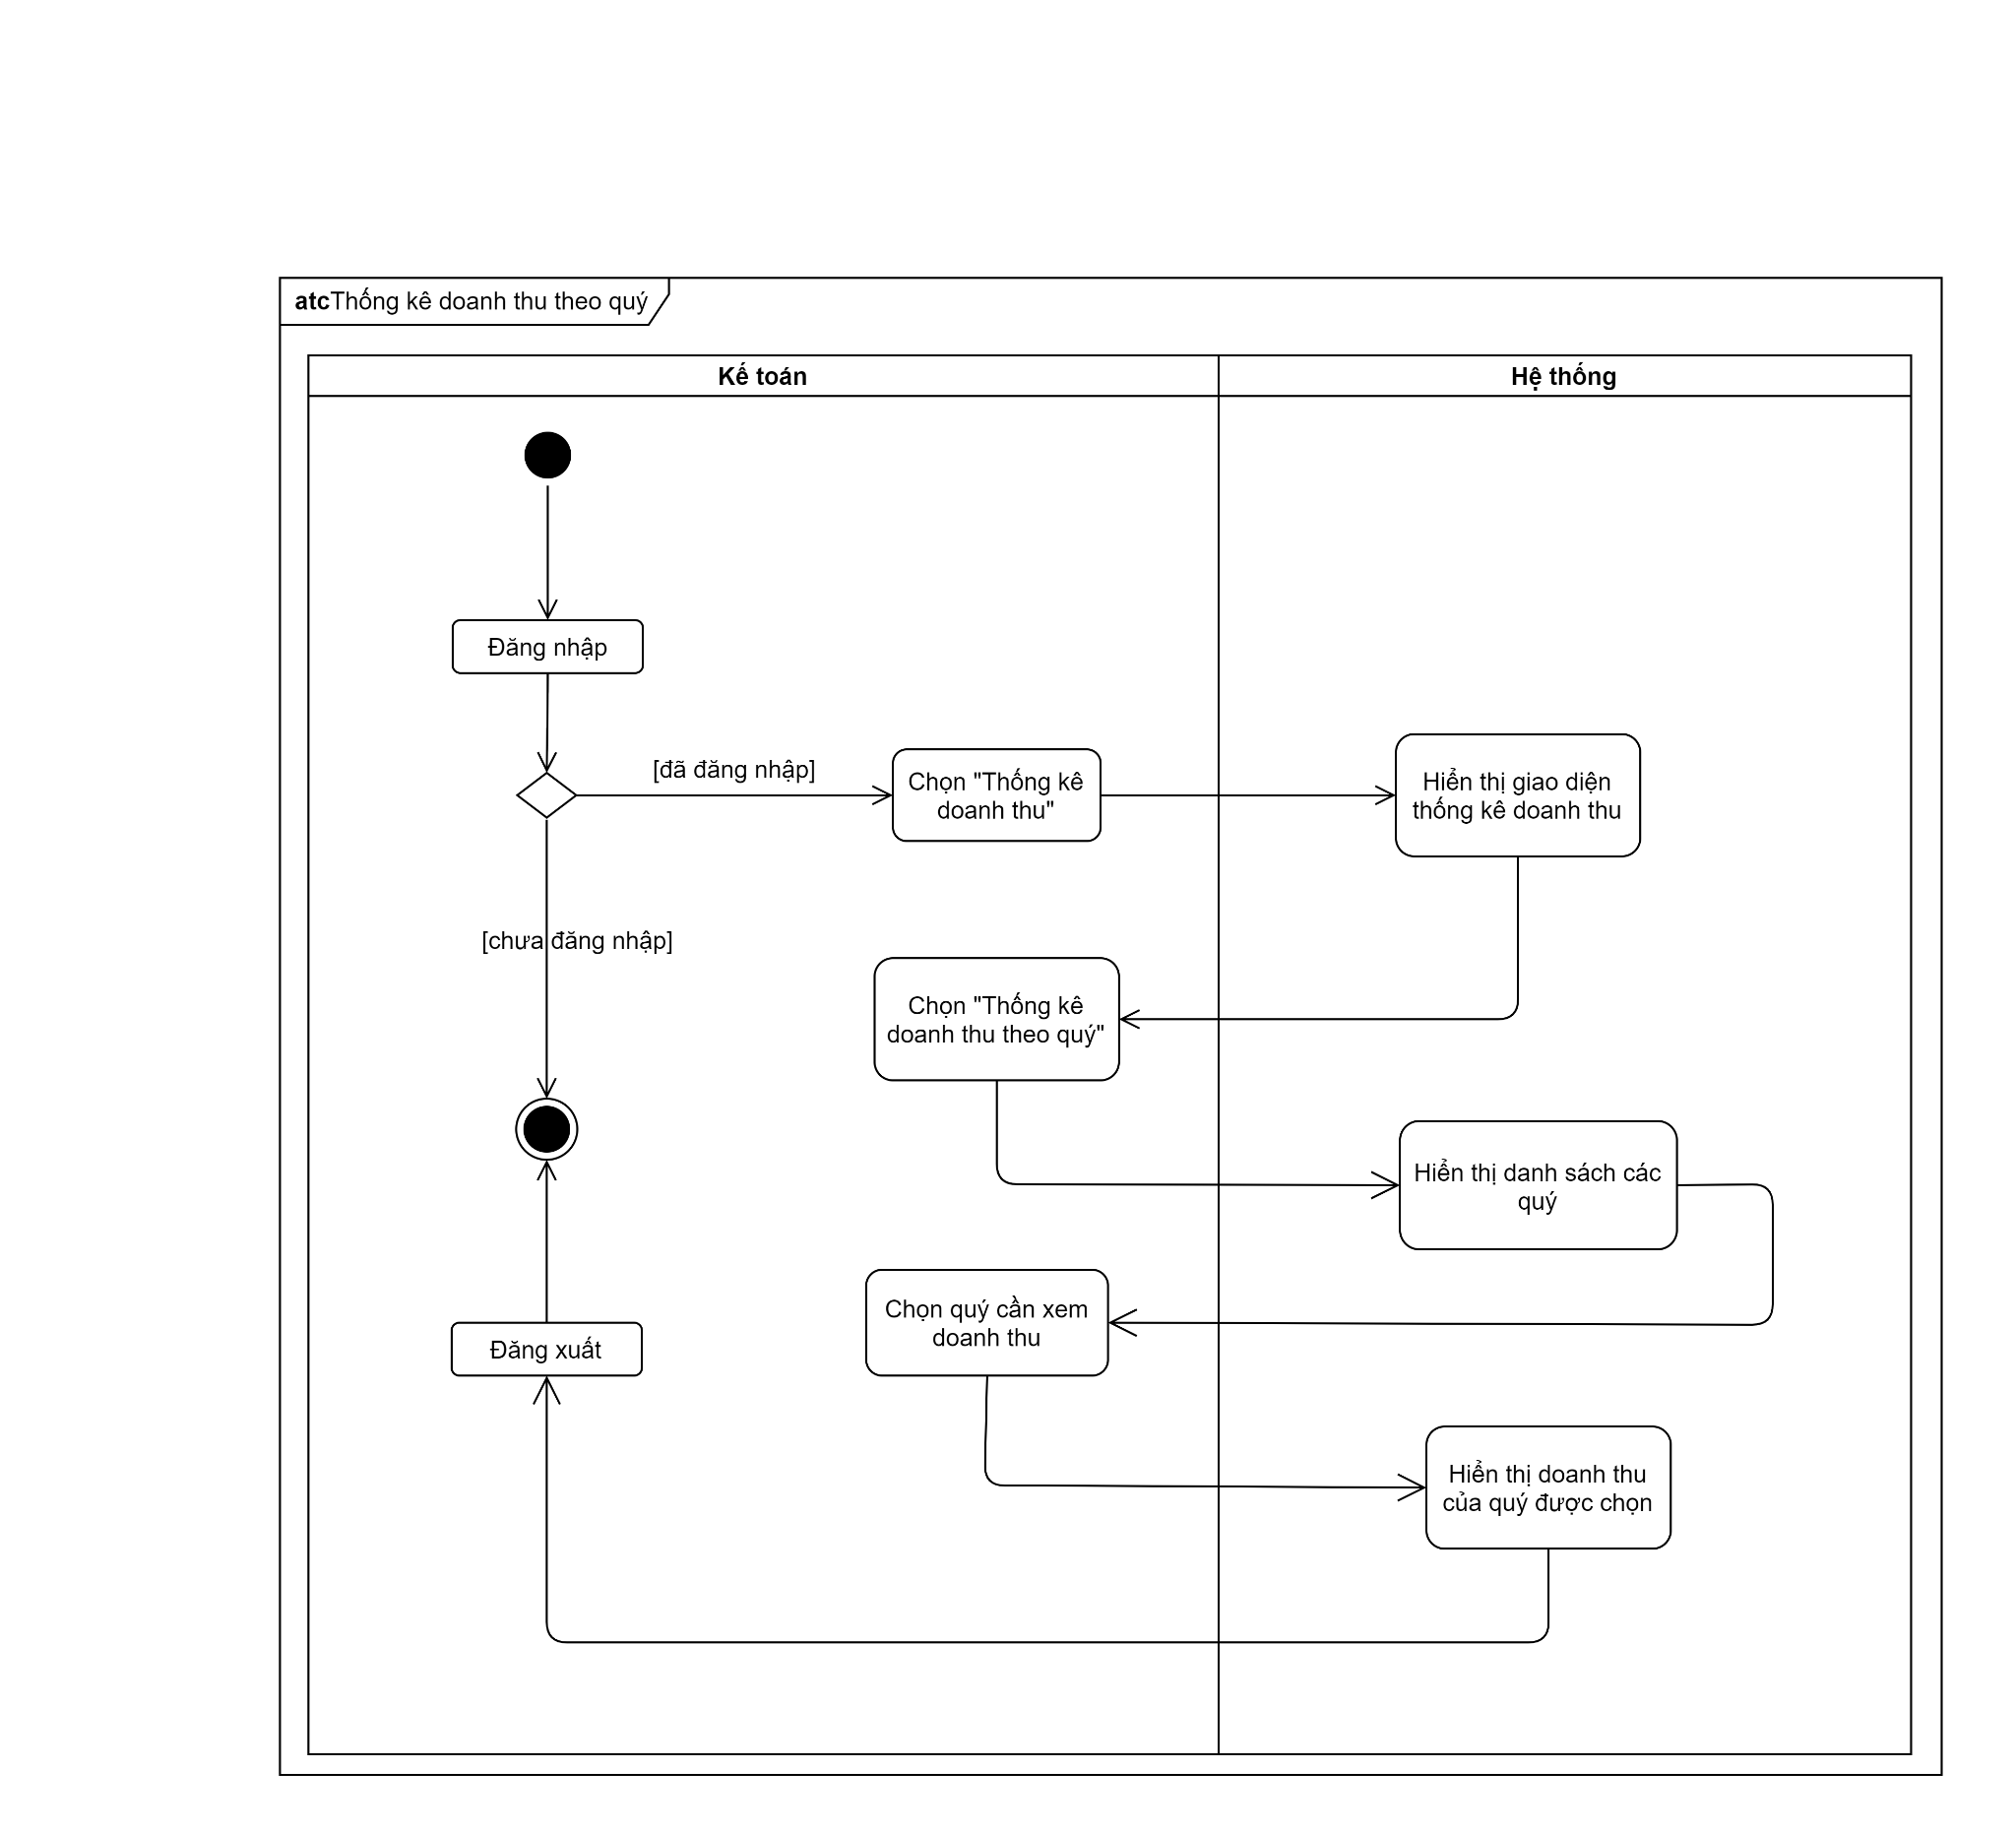 atcThống kê doanh thu theo quý
Kế toán
Hệ thống
Đăng nhập
[đã đăng nhập]
Chọn "Thống kê
doanh thu"
Hiển thị giao diện
thống kê doanh thu
[chưa đăng nhập]
Chọn "Thống kê
doanh thu theo quý"
Hiển thị danh sách các
quý
Chọn quý cần xem
doanh thu
Đăng xuất
Hiển thị doanh thu
của quý được chọn